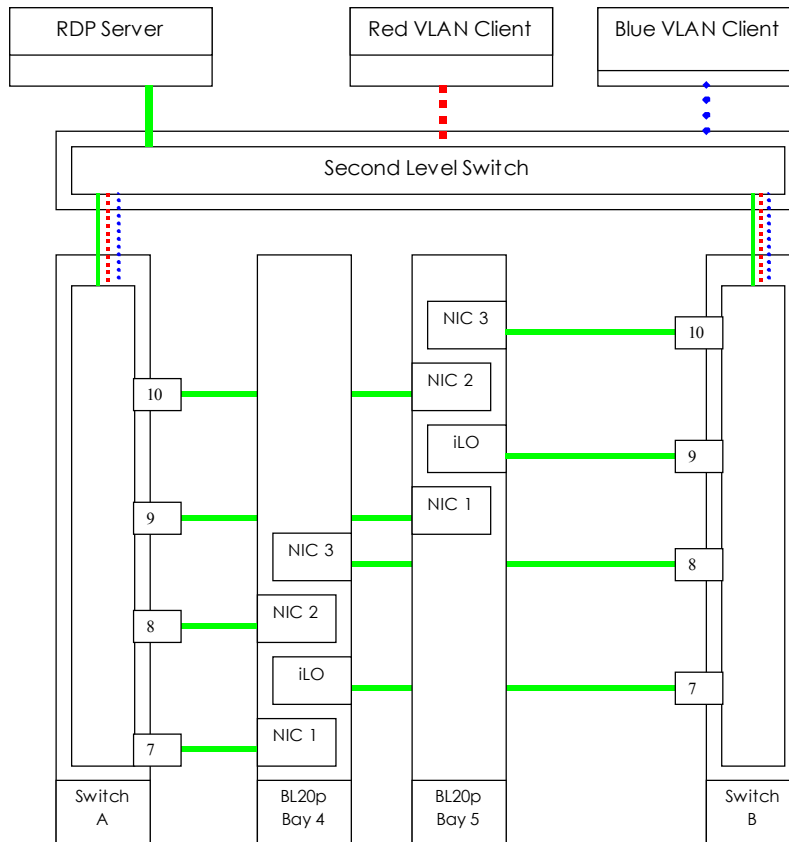 RDP Server
Red VLAN Client
Blue VLAN Client
Second Level Switch
NIC 3
10
10
NIC 2
iLO
9
9
NIC 1
NIC 3
8
8
NIC 2
iLO
7
7
NIC 1
Switch
A
BL20p
Bay 4
BL20p
Bay 5
Switch
B